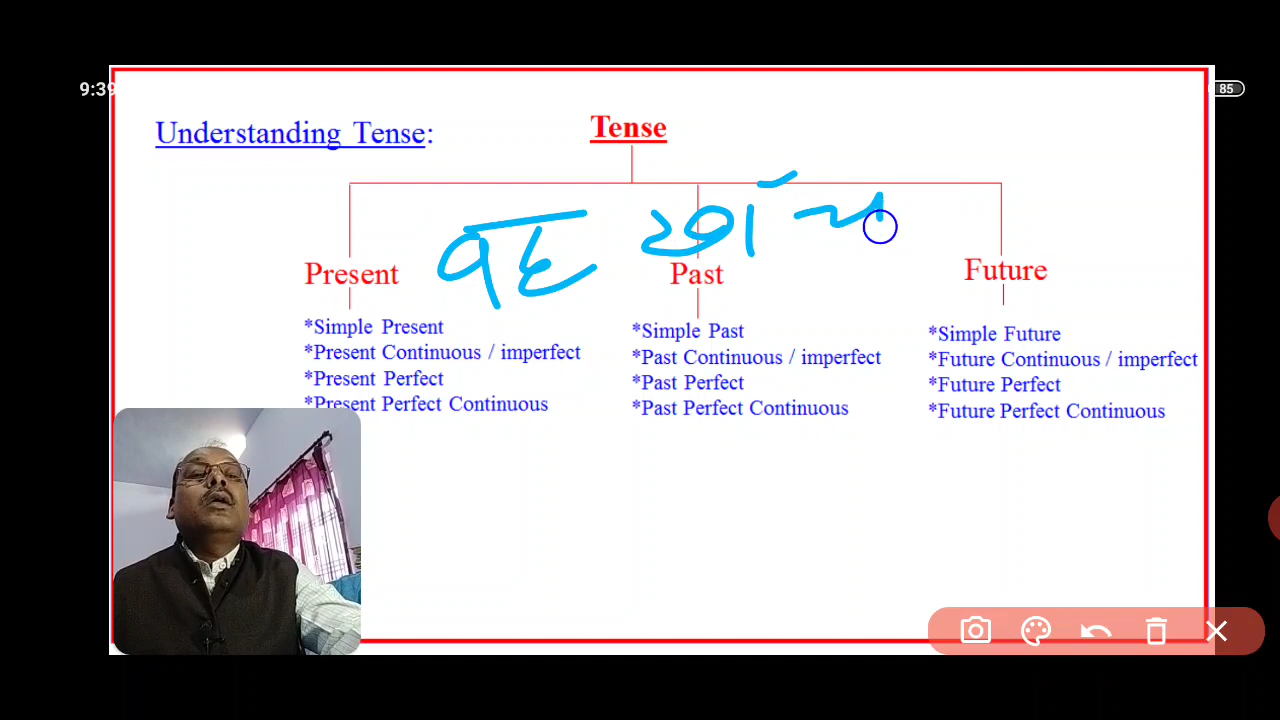 9:39
85
Understanding Tense:
Tense
Present
Past
Future
*Simple Present
*Present Continuous / imperfect
*Present Perfect
*Present Perfect Continuous
*Simple Past
*Past Continuous / imperfect
*Past Perfect
*Past Perfect Continuous
*Simple Future
*Future Continuous / imperfect
*Future Perfect
*Future Perfect Continuous
वह